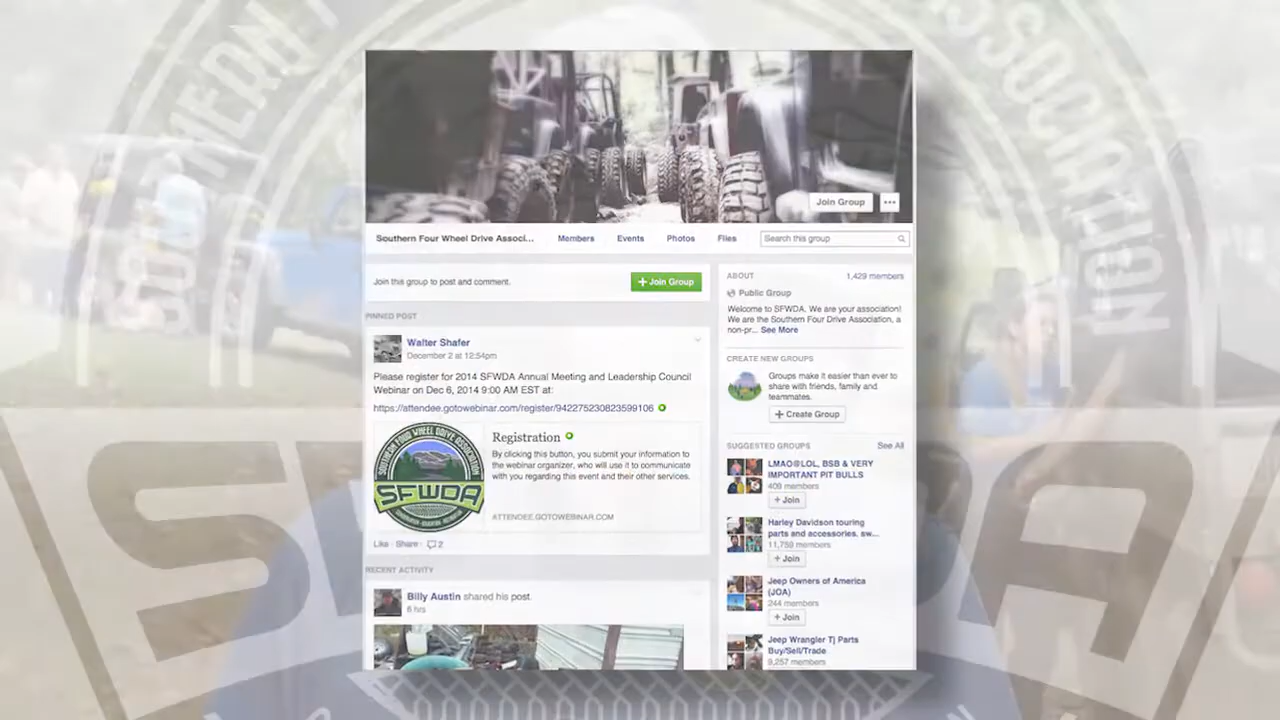 Join Group
Southern Four Wheel Drive Associ...
Members
Events
Photos
Files
Search this group
Join this group to post and comment.
Join Group
ABOUT
1,429 members
Public Group
Welcome to SFWDA. We are your association!
We are the Southern Four Drive Association, a
non-pr... See More
PINNED POST
Walter Shafer
December 2 at 12:54pm
Please register for 2014 SFWDA Annual Meeting and Leadership Council
Webinar on Dec 6, 2014 9:00 AM EST at:
https://attendee.gotowebinar.com/register/942275230823599106
SOUTHERN FOUR WHEEL DRIVE ASSOCIATION
SFWDA
Registration
By clicking this button, you submit your information
to the webinar organizer, who will use it to communicate
with you regarding this event and their other services.
ATTENDEE.GOTOWEBINAR.COM
Like · Share · 2
CREATE NEW GROUPS
Groups make it easier than ever to
share with friends, family and
teammates.
Create Group
SUGGESTED GROUPS
See All
LMAO@LOL, BSB & VERY
IMPORTANT PIT BULLS
409 members
+ Join
Harley Davidson touring
parts and accessories. sw...
11,759 members
+ Join
Jeep Owners of America
(JOA)
244 members
+ Join
Jeep Wrangler Tj Parts
Buy/Sell/Trade
9,257 members
RECENT ACTIVITY
Billy Austin shared his post.
6 hrs
ASSOCIATION